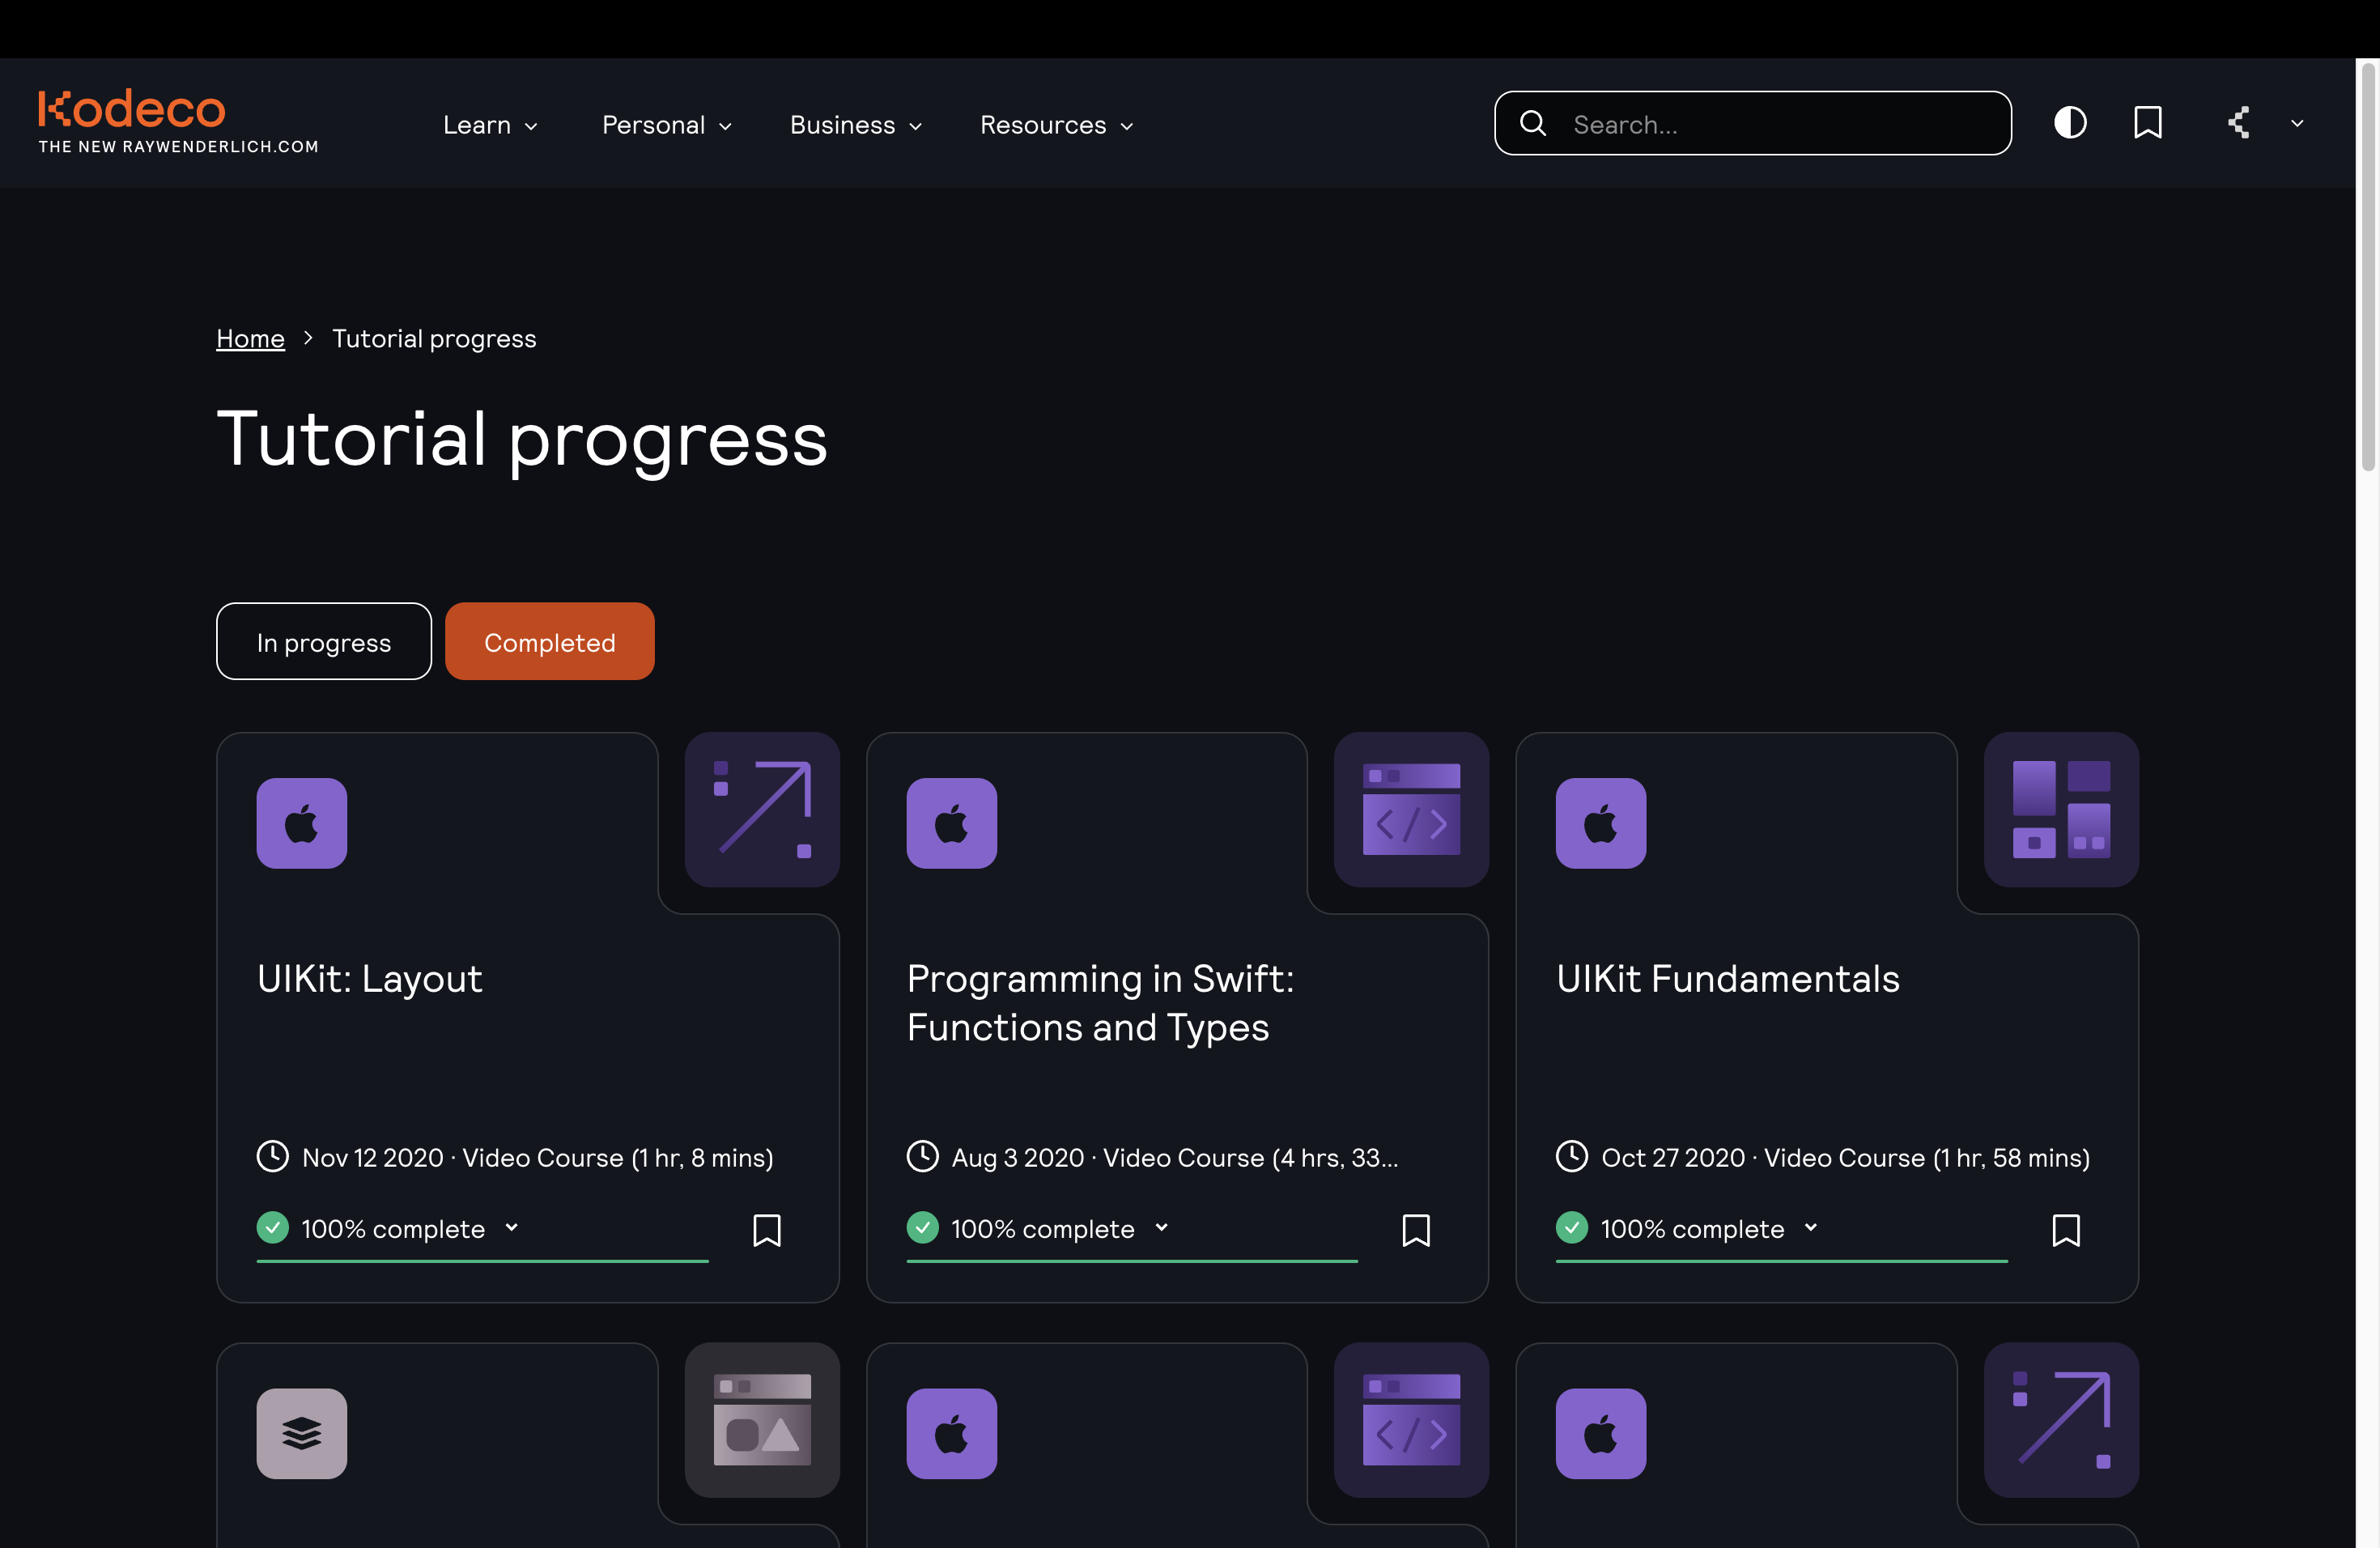 Kodeco
THE NEW RAYWENDERLICH.COM
Learn
Personal
Business
Resources
Search...
Home
Tutorial progress
Tutorial progress
In progress
Completed
UIKit: Layout
Nov 12 2020 · Video Course (1 hr, 8 mins)
100% complete
Programming in Swift:
Functions and Types
Aug 3 2020 · Video Course (4 hrs, 33...
100% complete
UIKit Fundamentals
Oct 27 2020 · Video Course (1 hr, 58 mins)
100% complete